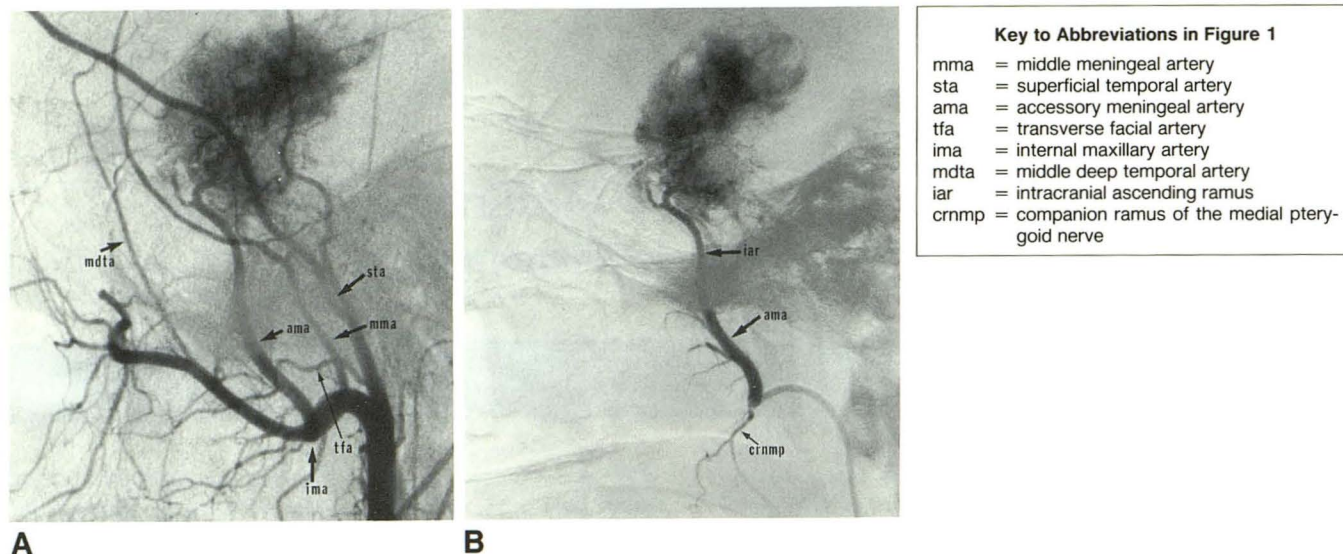 mdta
ama
sta
mma
tfa
ima
A
iar
ama
crnmp
B
Key to Abbreviations in Figure 1
mma = middle meningeal artery
sta = superficial temporal artery
ama = accessory meningeal artery
tfa = transverse facial artery
ima = internal maxillary artery
mdta = middle deep temporal artery
iar = intracranial ascending ramus
crnmp = companion ramus of the medial ptery-
goid nerve